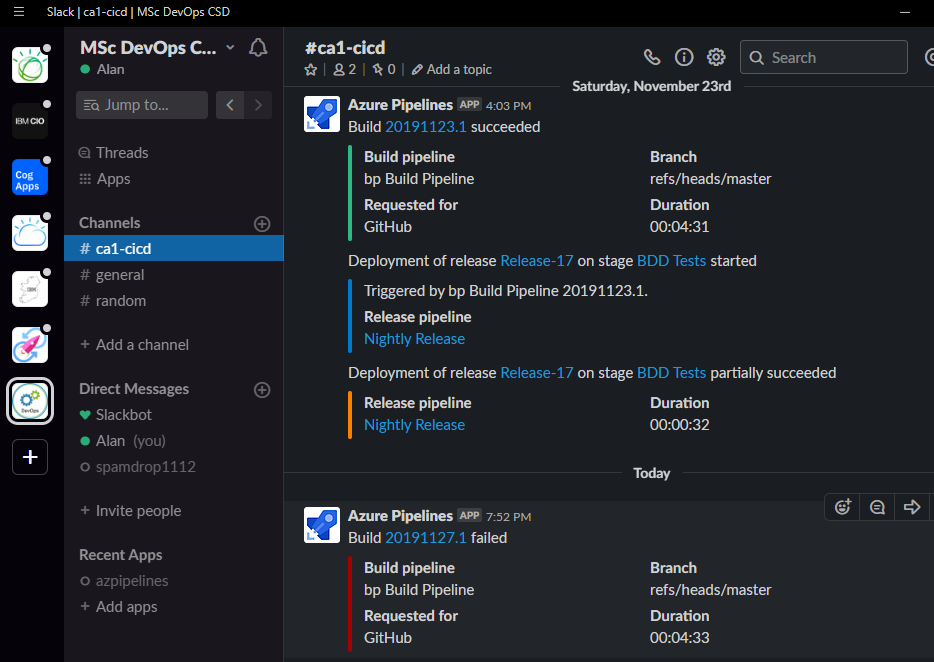 Slack | ca1-cicd | MSc DevOps CSD
IBM CIO
Cog
Apps
IBM
DevOps
+
MSc DevOps C...
Alan
Jump to...
Threads
Apps
Channels
# ca1-cicd
# general
# random
+ Add a channel
Direct Messages
Slackbot
Alan (you)
spamdrop1112
+ Invite people
Recent Apps
azpipelines
+ Add apps
#ca1-cicd
2 | 0 | Add a topic
Search
Saturday, November 23rd
Azure Pipelines APP 4:03 PM
Build 20191123.1 succeeded
Build pipeline Branch
bp Build Pipeline refs/heads/master
Requested for Duration
GitHub 00:04:31
Deployment of release Release-17 on stage BDD Tests started
Triggered by bp Build Pipeline 20191123.1.
Release pipeline
Nightly Release
Deployment of release Release-17 on stage BDD Tests partially succeeded
Release pipeline Duration
Nightly Release 00:00:32
Today
Azure Pipelines APP 7:52 PM
Build 20191127.1 failed
Build pipeline Branch
bp Build Pipeline refs/heads/master
Requested for Duration
GitHub 00:04:33